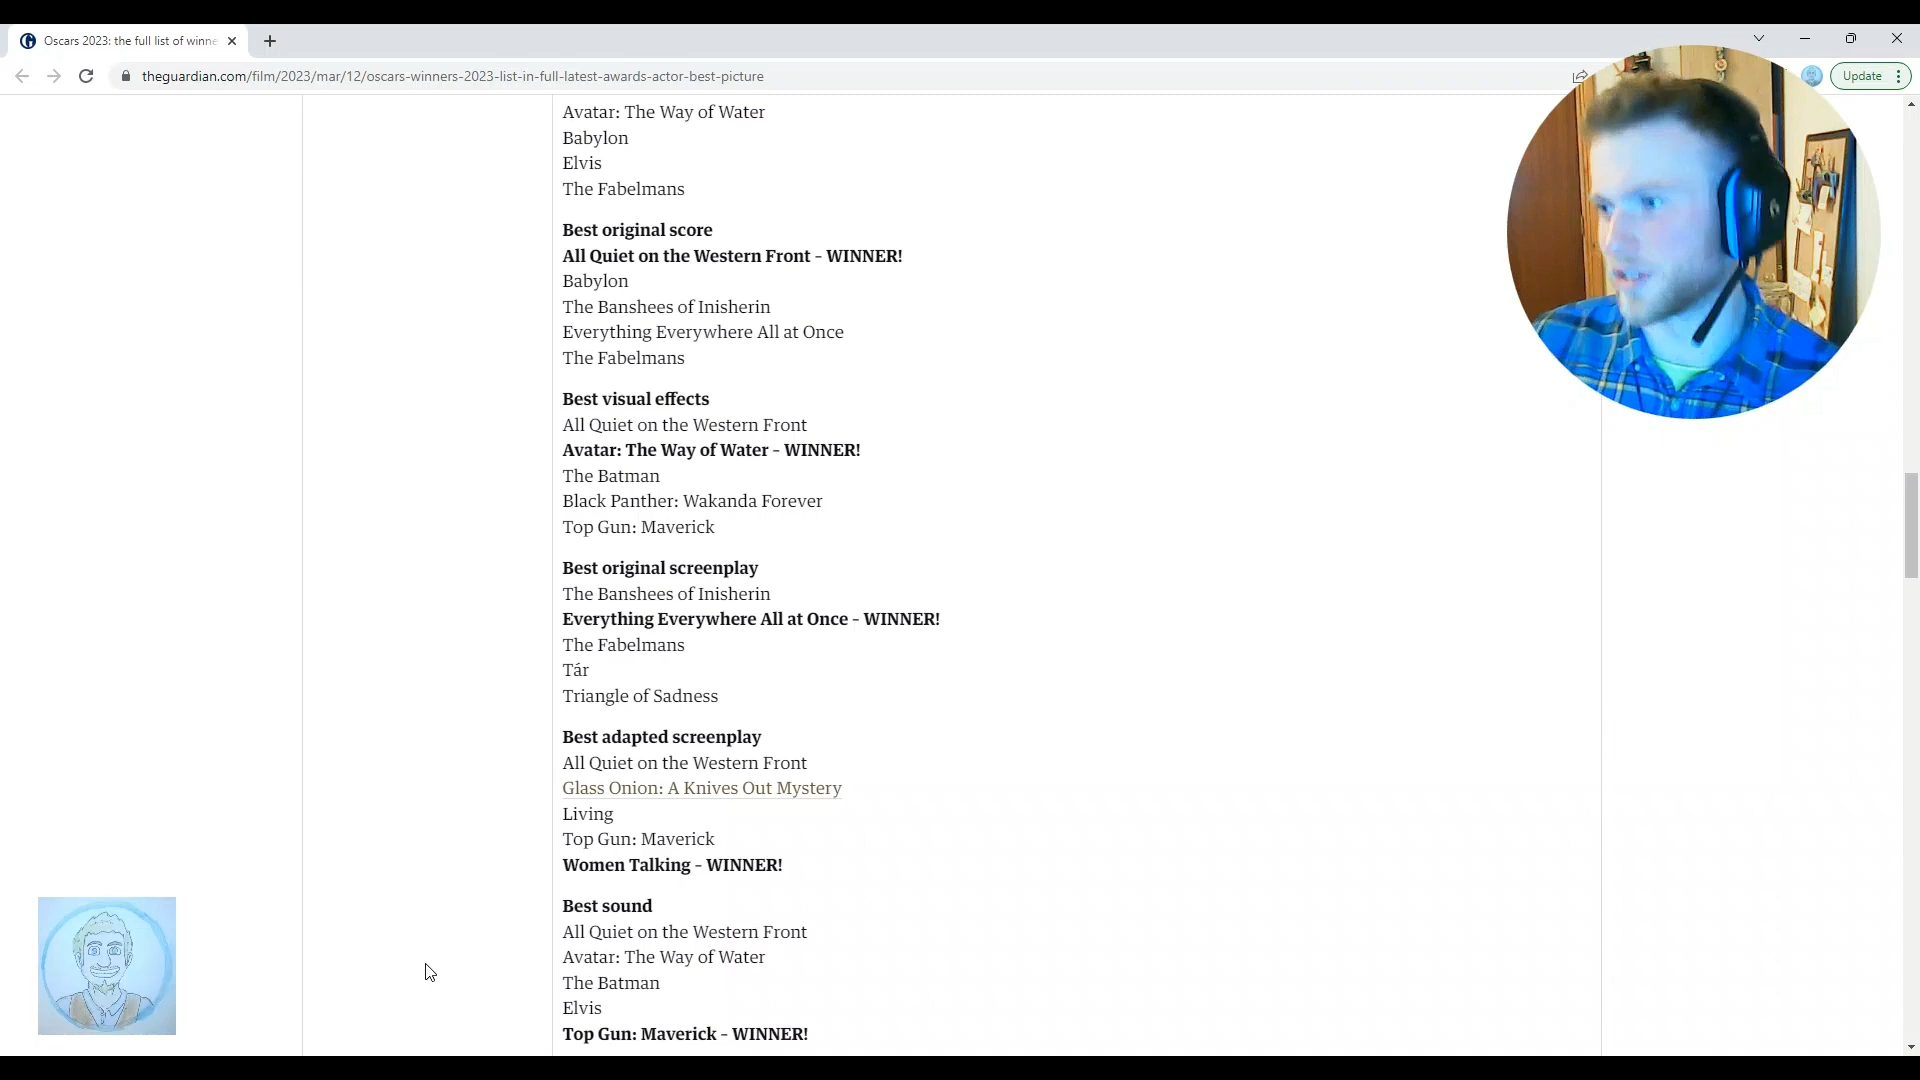 Oscars 2023: the full list of winne
theguardian.com/film/2023/mar/12/oscars-winners-2023-list-in-full-latest-awards-actor-best-picture
Update
Avatar: The Way of Water
Babylon
Elvis
The Fabelmans
Best original score
All Quiet on the Western Front – WINNER!
Babylon
The Banshees of Inisherin
Everything Everywhere All at Once
The Fabelmans
Best visual effects
All Quiet on the Western Front
Avatar: The Way of Water – WINNER!
The Batman
Black Panther: Wakanda Forever
Top Gun: Maverick
Best original screenplay
The Banshees of Inisherin
Everything Everywhere All at Once – WINNER!
The Fabelmans
Tár
Triangle of Sadness
Best adapted screenplay
All Quiet on the Western Front
Glass Onion: A Knives Out Mystery
Living
Top Gun: Maverick
Women Talking – WINNER!
Best sound
All Quiet on the Western Front
Avatar: The Way of Water
The Batman
Elvis
Top Gun: Maverick – WINNER!